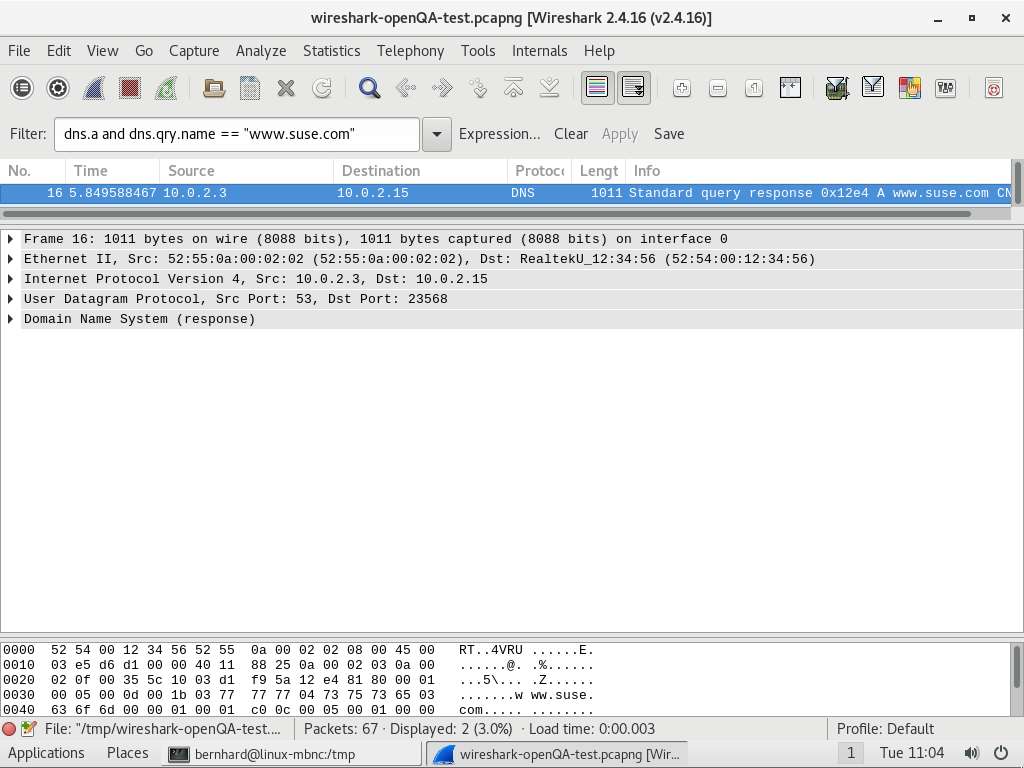 wireshark-openQA-test.pcapng [Wireshark 2.4.16 (v2.4.16)]
File Edit View Go Capture Analyze Statistics Telephony Tools Internals Help
Filter: dns.a and dns.qry.name == "www.suse.com" Expression... Clear Apply Save
No. Time Source Destination Protoc Lengt Info
16 5.849588467 10.0.2.3 10.0.2.15 DNS 1011 Standard query response 0x12e4 A www.suse.com CN
Frame 16: 1011 bytes on wire (8088 bits), 1011 bytes captured (8088 bits) on interface 0
Ethernet II, Src: 52:55:0a:00:02:02 (52:55:0a:00:02:02), Dst: RealtekU_12:34:56 (52:54:00:12:34:56)
Internet Protocol Version 4, Src: 10.0.2.3, Dst: 10.0.2.15
User Datagram Protocol, Src Port: 53, Dst Port: 23568
Domain Name System (response)
0000 52 54 00 12 34 56 52 55 0a 00 02 02 08 00 45 00 RT..4VRU ......E.
0010 03 e5 d6 d1 00 00 40 11 88 25 0a 00 02 03 0a 00 ......@. .%......
0020 02 0f 00 35 5c 10 03 d1 f9 5a 12 e4 81 80 00 01 ...5\... .Z......
0030 00 05 00 0d 00 1b 03 77 77 77 04 73 75 73 65 03 .......w ww.suse.
0040 63 6f 6d 00 00 01 00 01 c0 0c 00 05 00 01 00 00 com..... ........
File: "/tmp/wireshark-openQA-test.... Packets: 67 · Displayed: 2 (3.0%) · Load time: 0:00.003 Profile: Default
Applications Places bernhard@linux-mbnc:/tmp wireshark-openQA-test.pcapng [Wir... 1 Tue 11:04